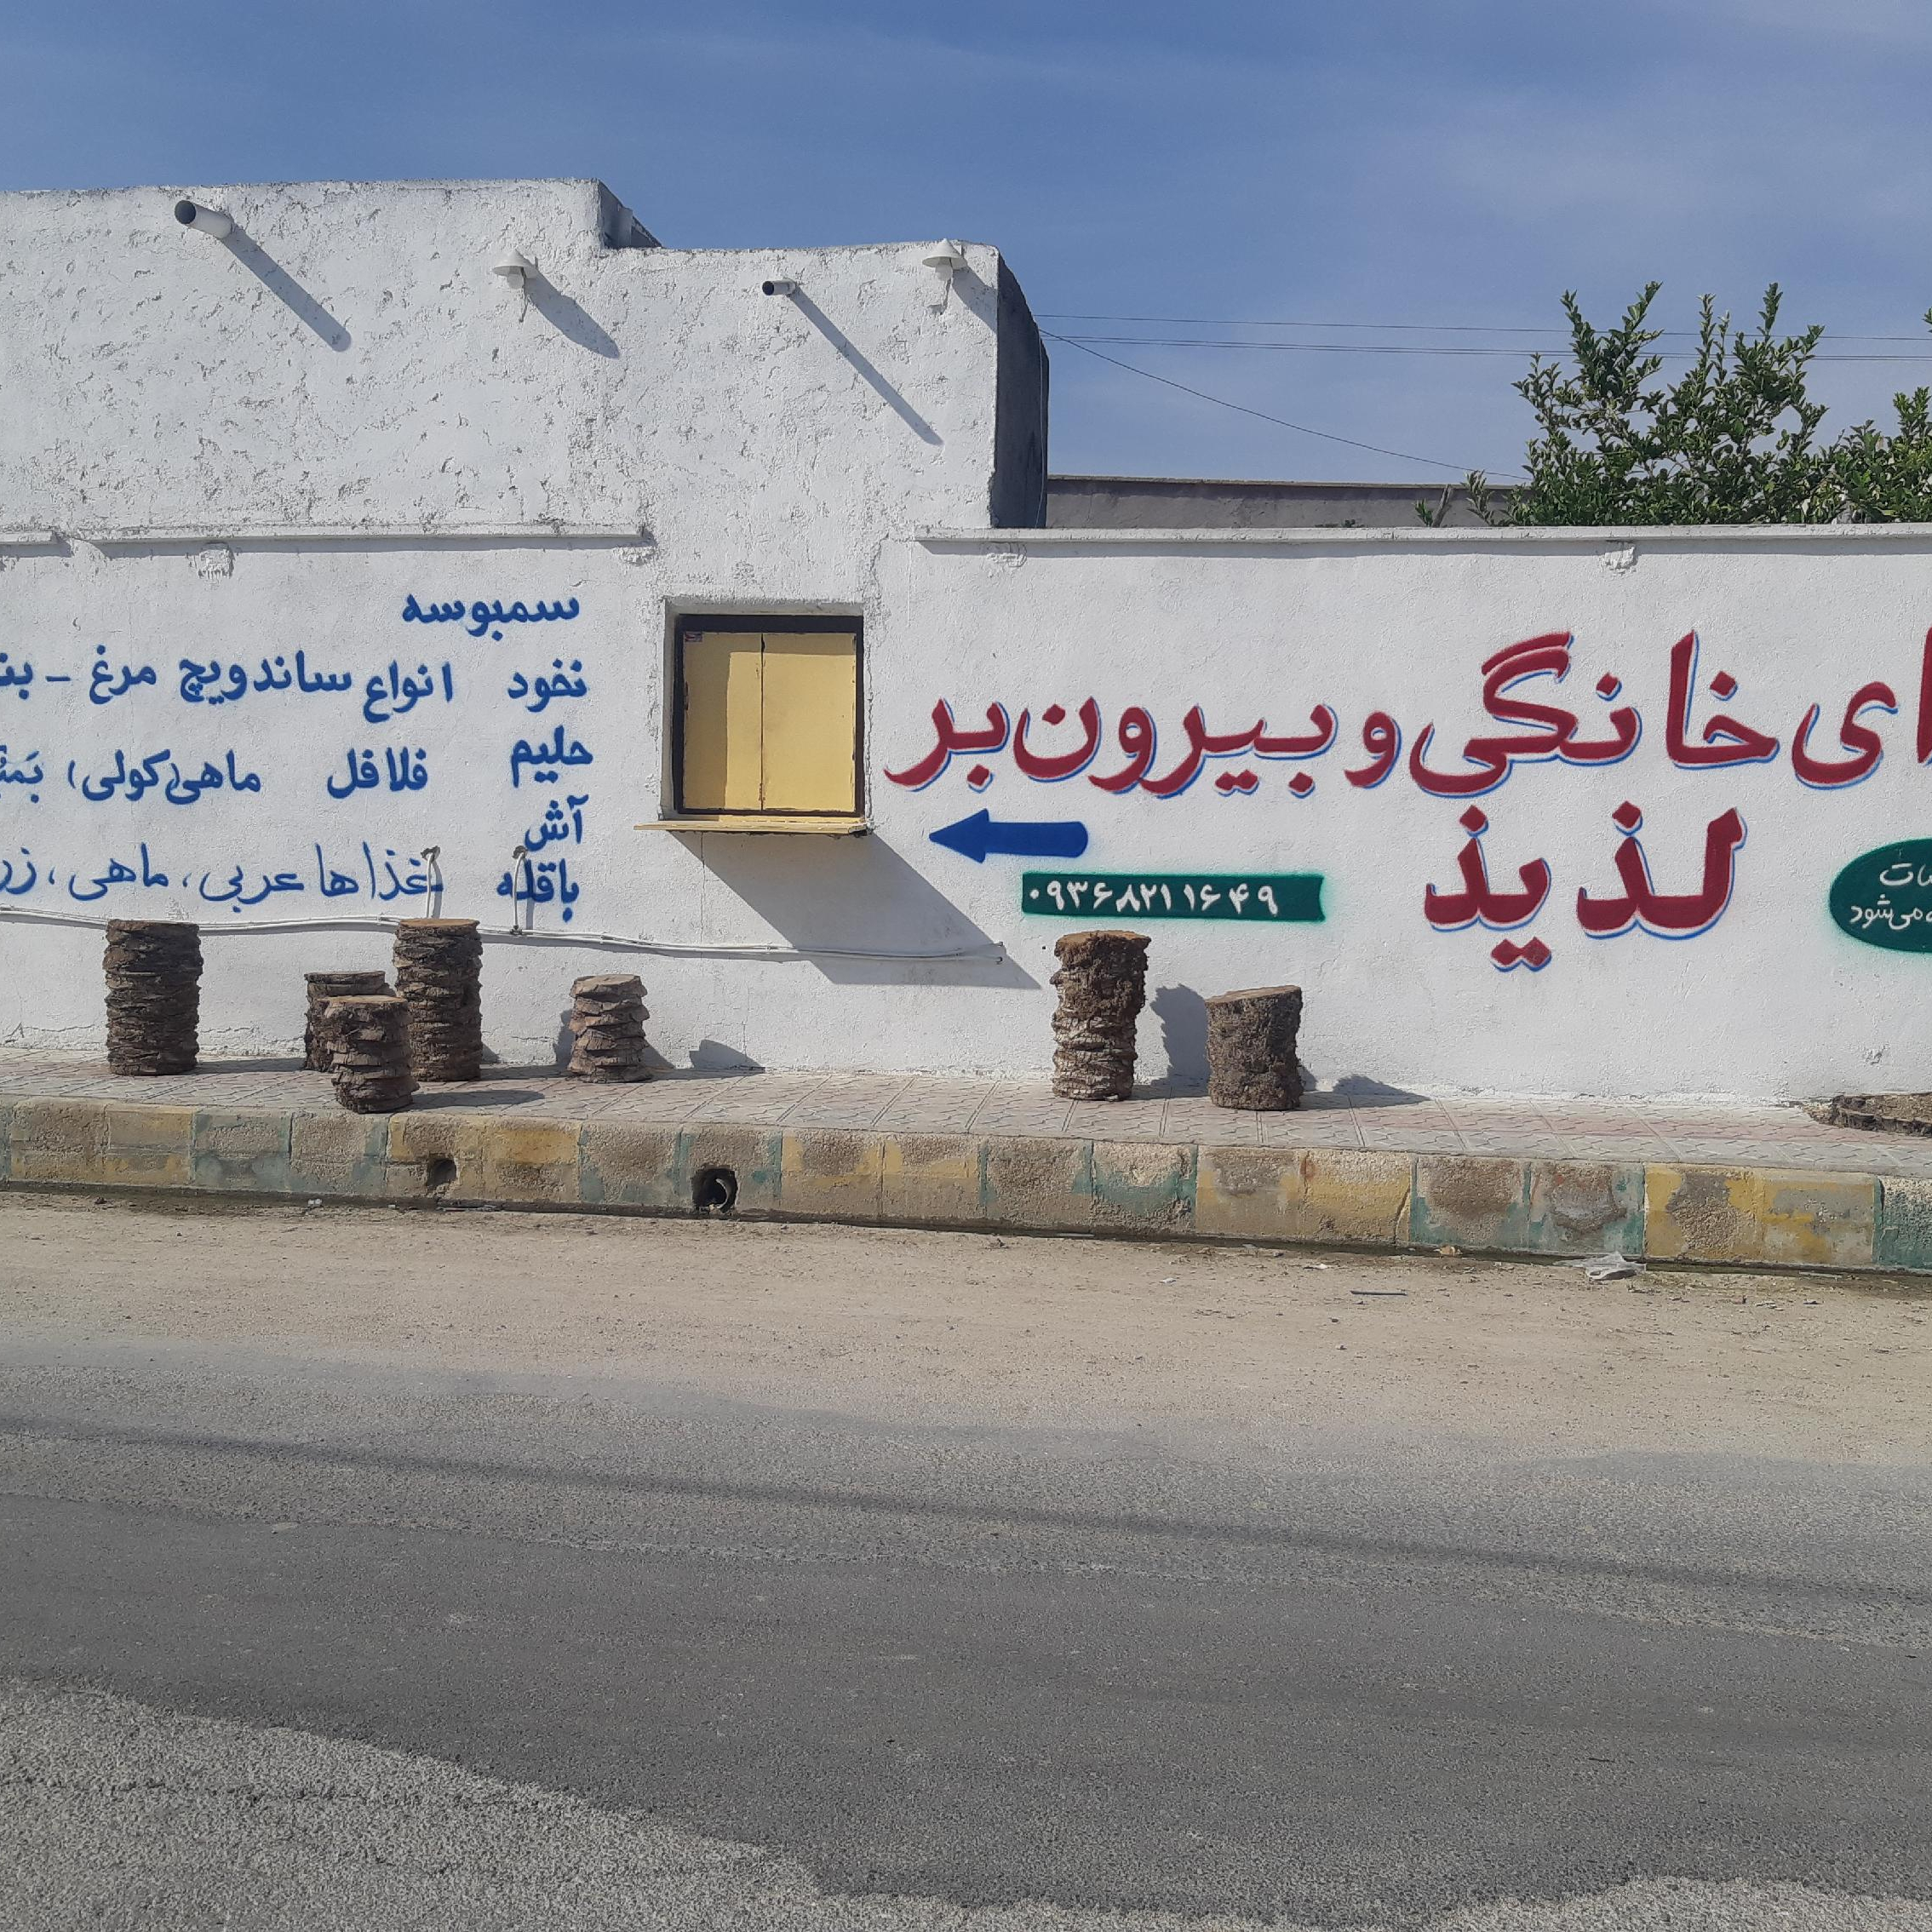 ای خانگی و بیرون بر
لذیذ
۰۹۳۶۸۲۱۱۶۴۹
می‌شود
سمبوسه
نخود انواع ساندویچ مرغ -
حلیم فلافل ماهی (کولی)
آش
باقله غذاها عربی، ماهی،